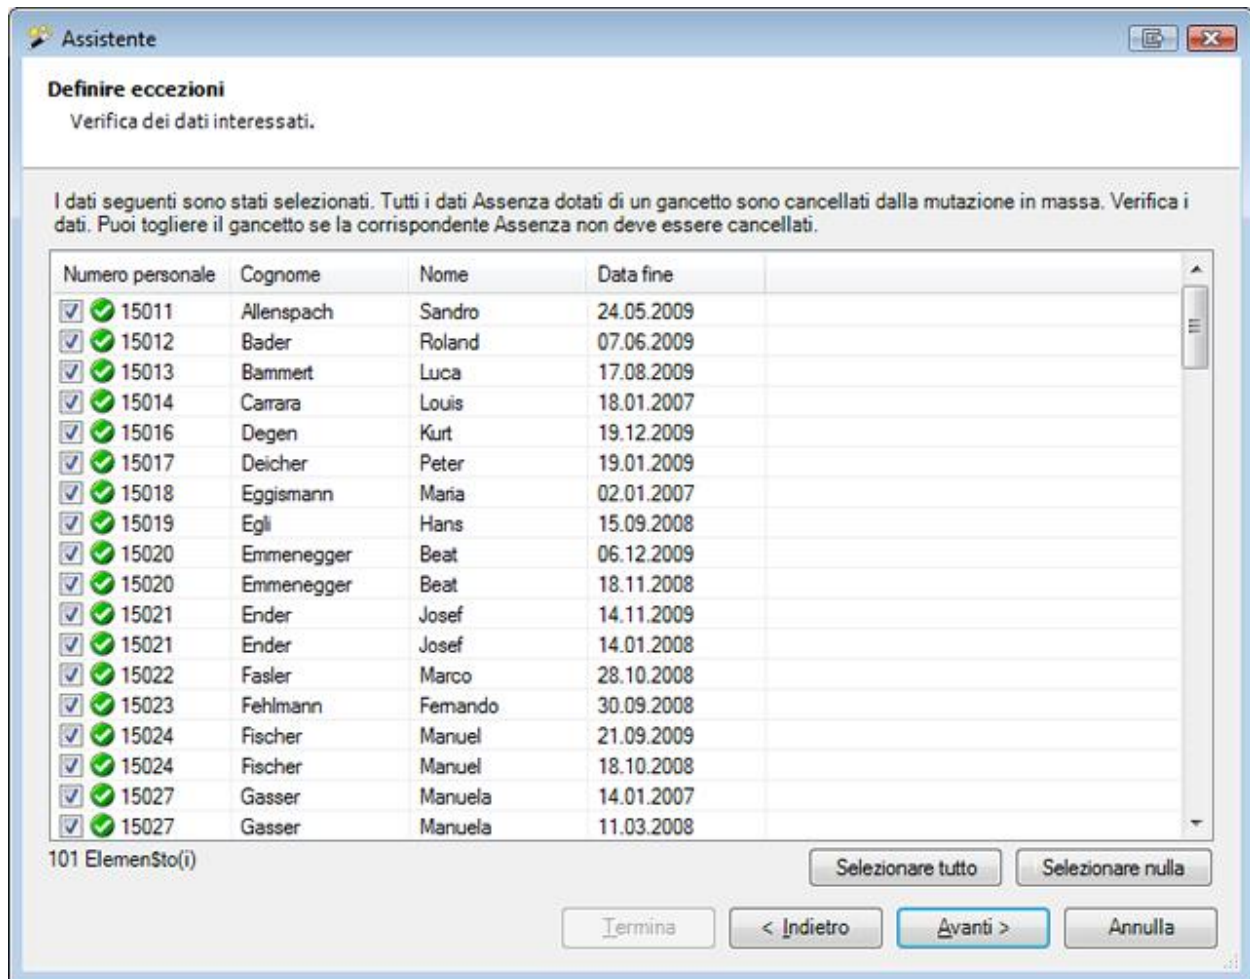 Assistente
Definire eccezioni
Verifica dei dati interessati.
I dati seguenti sono stati selezionati. Tutti i dati Assenza dotati di un gancetto sono cancellati dalla mutazione in massa. Verifica i
dati. Puoi togliere il gancetto se la corrispondente Assenza non deve essere cancellati.
Numero personale Cognome Nome Data fine
15011 Allenspach Sandro 24.05.2009
15012 Bader Roland 07.06.2009
15013 Bammert Luca 17.08.2009
15014 Carrara Louis 18.01.2007
15016 Degen Kurt 19.12.2009
15017 Deicher Peter 19.01.2009
15018 Eggismann Maria 02.01.2007
15019 Egli Hans 15.09.2008
15020 Emmenegger Beat 06.12.2009
15020 Emmenegger Beat 18.11.2008
15021 Ender Josef 14.11.2009
15021 Ender Josef 14.01.2008
15022 Fasler Marco 28.10.2008
15023 Fehlmann Fernando 30.09.2008
15024 Fischer Manuel 21.09.2009
15024 Fischer Manuel 18.10.2008
15027 Gasser Manuela 14.01.2007
15027 Gasser Manuela 11.03.2008
101 Elemen$to(i)
Selezionare tutto Selezionare nulla
Termina < Indietro Avanti > Annulla